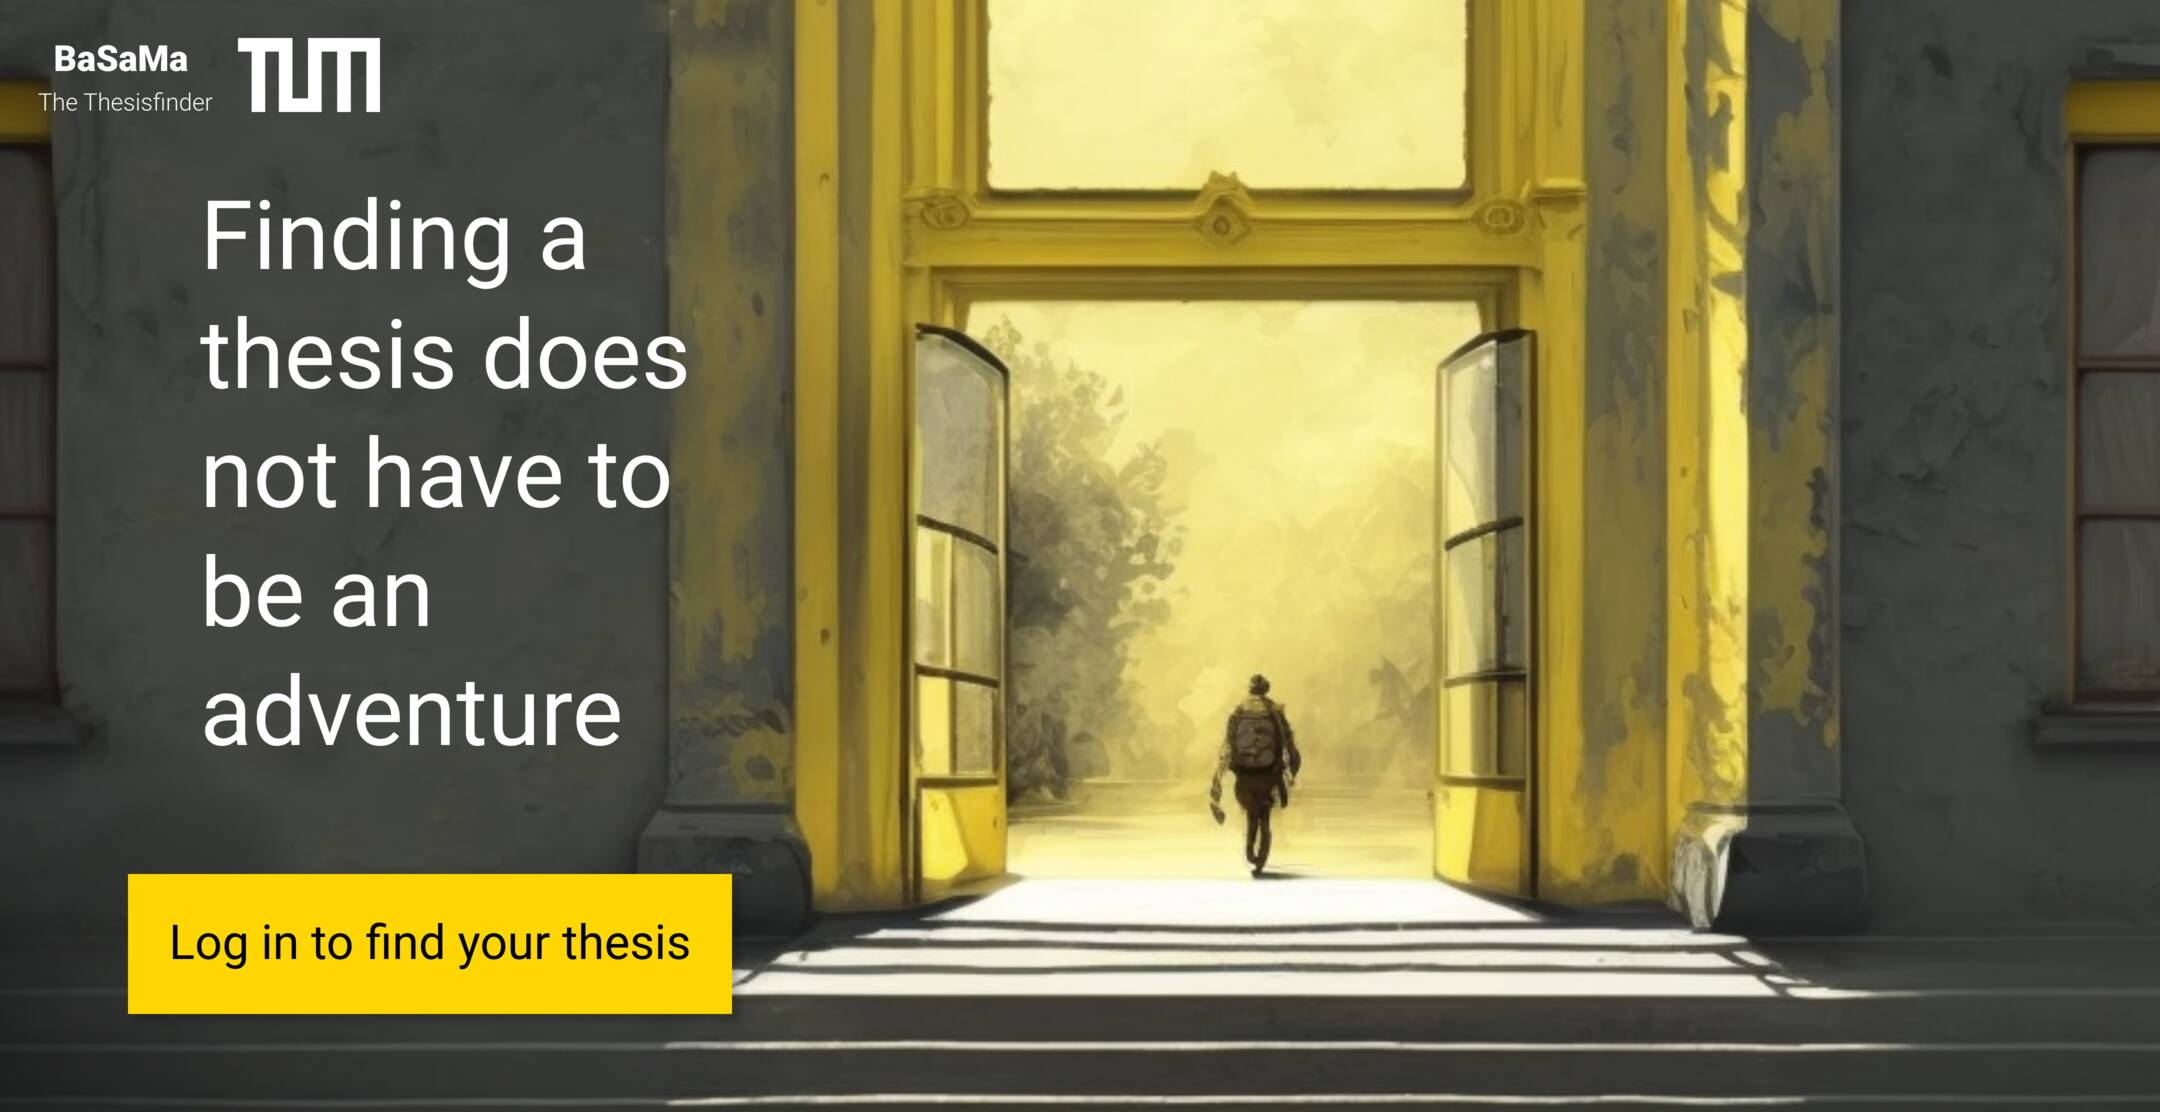 BaSaMa
The Thesisfinder
TUM
Finding a
thesis does
not have to
be an
adventure
Log in to find your thesis